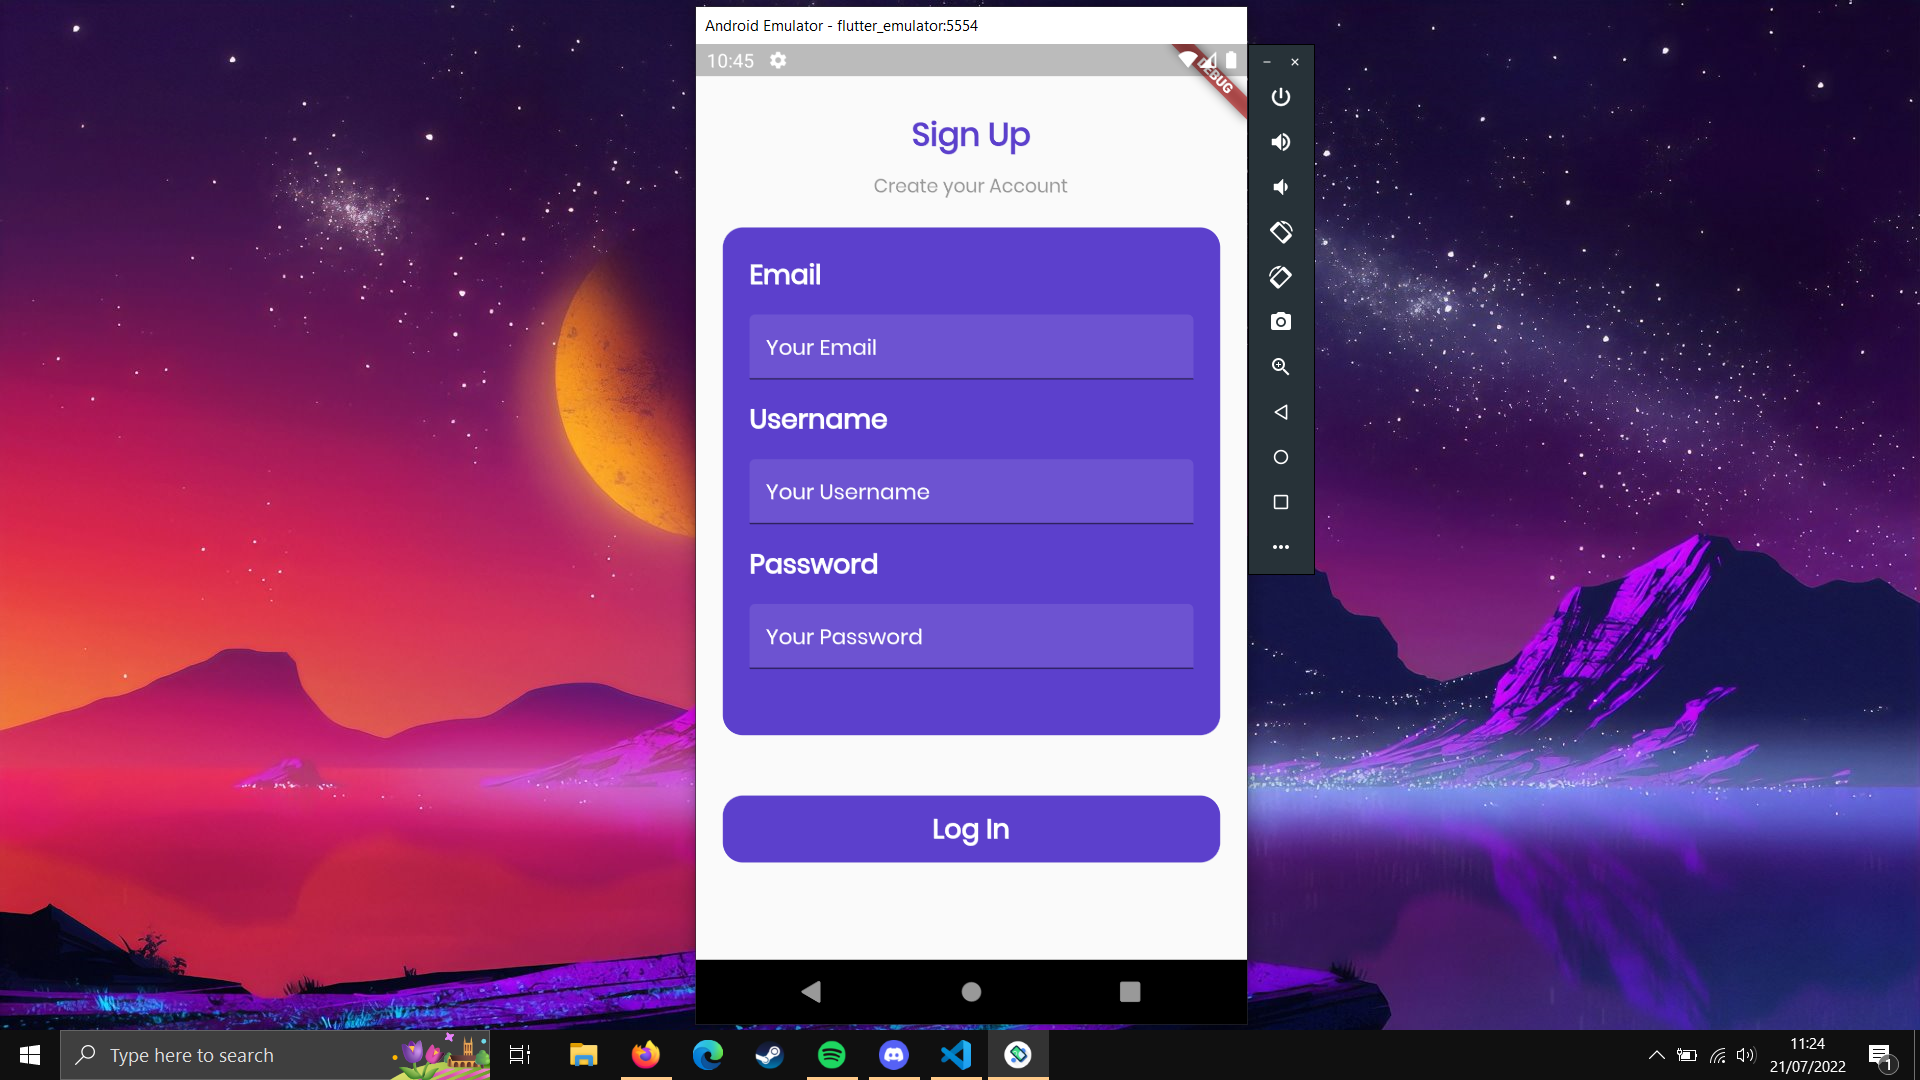 Android Emulator - flutter_emulator:5554
10:45
DEBUG
Sign Up
Create your Account
Email
Your Email
Username
Your Username
Password
Your Password
Log In
Type here to search
11:24
21/07/2022
1